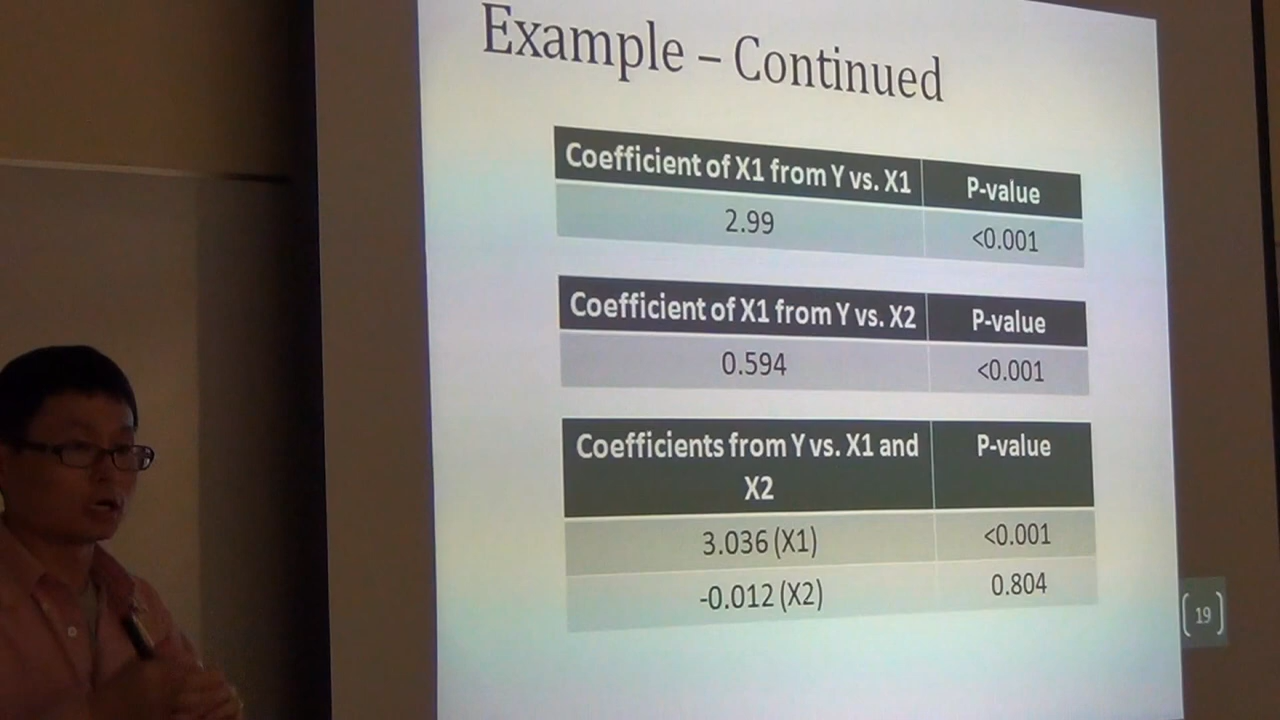 Example – Continued
Coefficient of X1 from Y vs. X1 P-value
2.99 <0.001
Coefficient of X1 from Y vs. X2 P-value
0.594 <0.001
Coefficients from Y vs. X1 and P-value
X2
3.036 (X1) <0.001
-0.012 (X2) 0.804
19